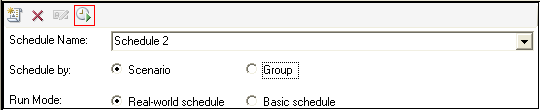 Schedule Name: Schedule 2
Schedule by: Scenario Group
Run Mode: Real-world schedule Basic schedule